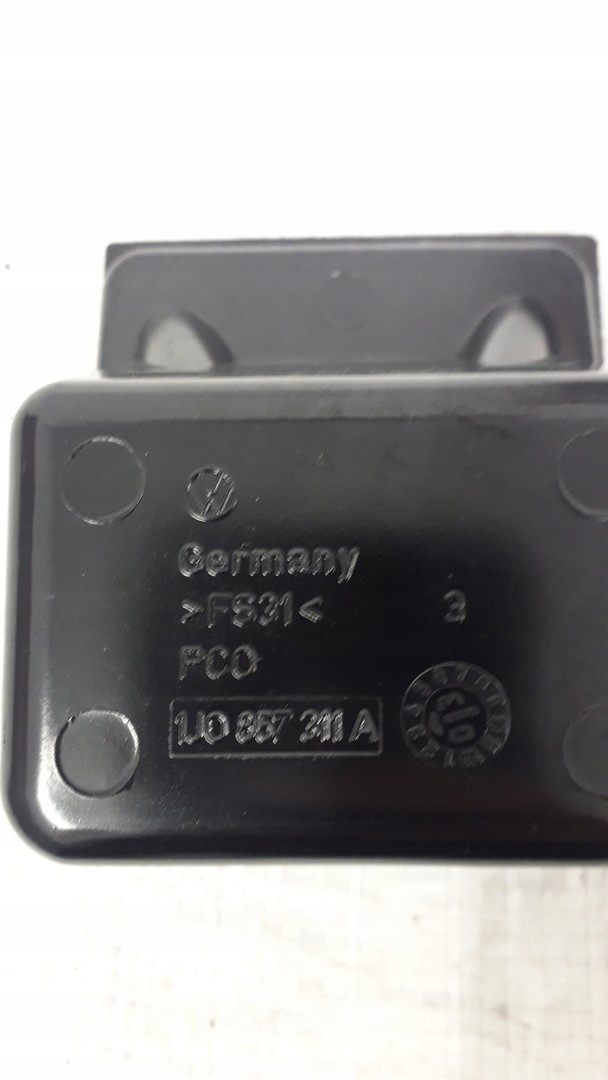 Germany
>FS31<
3
PCO
1J0 857 311 A